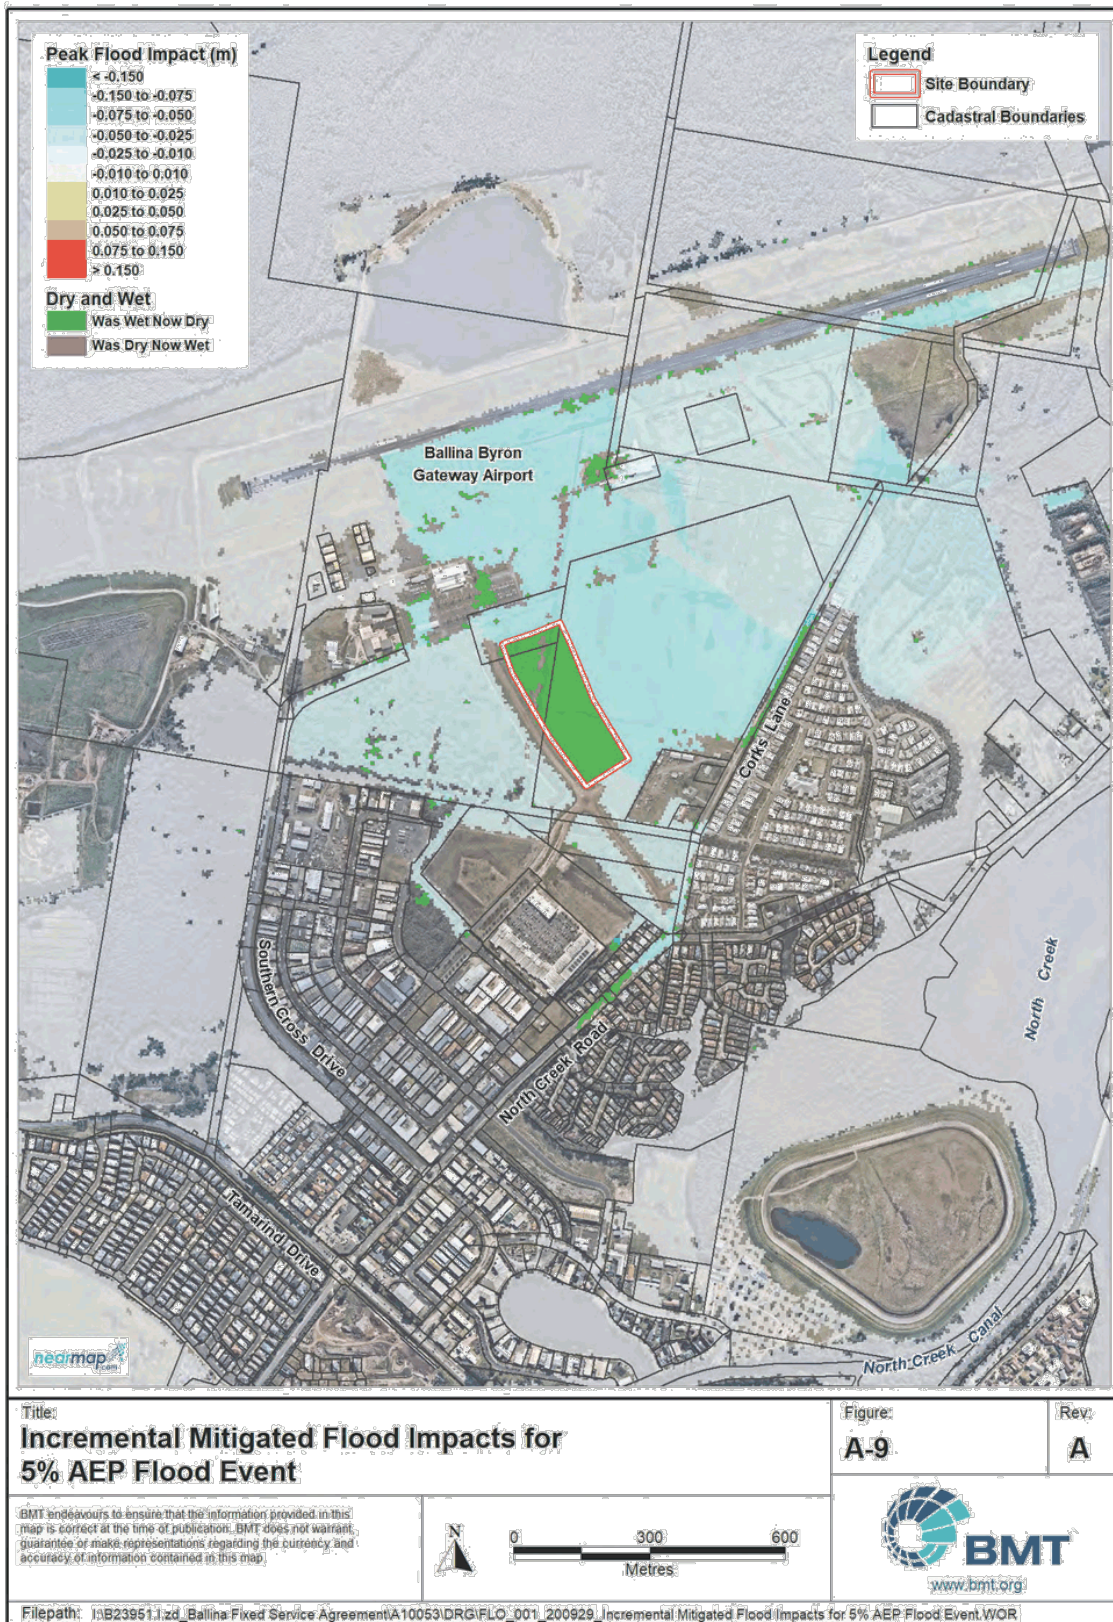 Peak Flood Impact (m)
< -0.150
-0.150 to -0.075
-0.075 to -0.050
-0.050 to -0.025
-0.025 to -0.010
-0.010 to 0.010
0.010 to 0.025
0.025 to 0.050
0.050 to 0.075
0.075 to 0.150
> 0.150
Dry and Wet
Was Wet Now Dry
Was Dry Now Wet
Legend
Site Boundary
Cadastral Boundaries
Ballina Byron
Gateway Airport
Corks Lane
Southern Cross Drive
North Creek Road
North Creek
Tamarind Drive
North Creek Canal
nearmap
.com
Title:
Incremental Mitigated Flood Impacts for
5% AEP Flood Event
Figure:
A-9
Rev:
A
BMT endeavours to ensure that the information provided in this
map is correct at the time of publication. BMT does not warrant,
guarantee or make representations regarding the currency and
accuracy of information contained in this map.
N
0 300 600
Metres
BMT
www.bmt.org
Filepath: I:\B23951.I.zd_Ballina Fixed Service Agreement\A10053\DRG\FLO_001_200929_Incremental Mitigated Flood Impacts for 5% AEP Flood Event.WOR